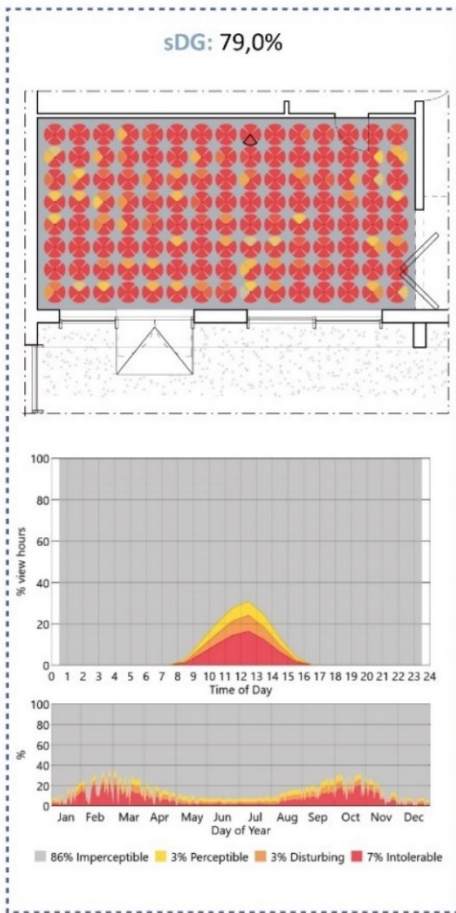 sDG: 79,0%
100
80
60
40
20
0
% view hours
0 1 2 3 4 5 6 7 8 9 10 11 12 13 14 15 16 17 18 19 20 21 22 23 24
Time of Day
100
80
60
40
20
0
%
Jan Feb Mar Apr May Jun Jul Aug Sep Oct Nov Dec
Day of Year
86% Imperceptible 3% Perceptible 3% Disturbing 7% Intolerable